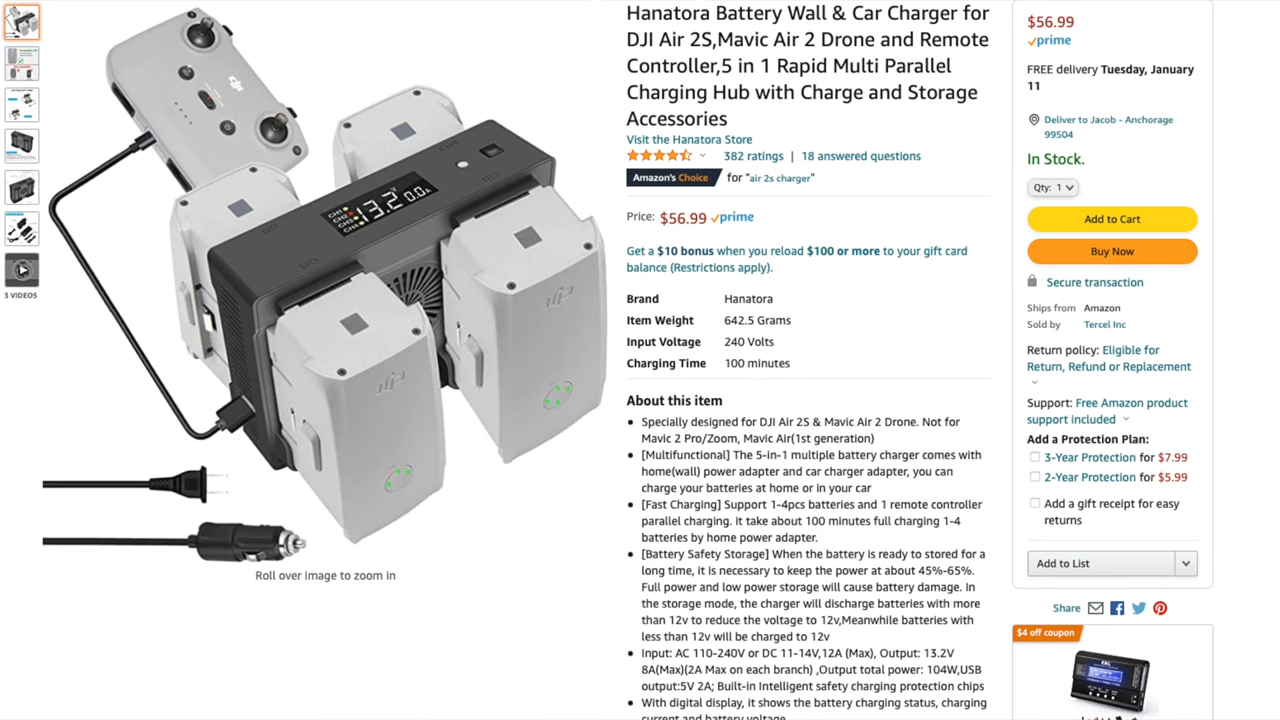 3 VIDEOS
dji
CH1
CH2
CH3
CH4
13.2 V
0.0 A
dji
dji
Roll over image to zoom in
Hanatora Battery Wall & Car Charger for
DJI Air 2S,Mavic Air 2 Drone and Remote
Controller,5 in 1 Rapid Multi Parallel
Charging Hub with Charge and Storage
Accessories
Visit the Hanatora Store
382 ratings | 18 answered questions
Amazon's Choice for "air 2s charger"
Price: $56.99 prime
Get a $10 bonus when you reload $100 or more to your gift card
balance (Restrictions apply).
Brand Hanatora
Item Weight 642.5 Grams
Input Voltage 240 Volts
Charging Time 100 minutes
About this item
• Specially designed for DJI Air 2S & Mavic Air 2 Drone. Not for
Mavic 2 Pro/Zoom, Mavic Air(1st generation)
• [Multifunctional] The 5-in-1 multiple battery charger comes with
home(wall) power adapter and car charger adapter, you can
charge your batteries at home or in your car
• [Fast Charging] Support 1-4pcs batteries and 1 remote controller
parallel charging. it take about 100 minutes full charging 1-4
batteries by home power adapter.
• [Battery Safety Storage] When the battery is ready to stored for a
long time, it is necessary to keep the power at about 45%-65%.
Full power and low power storage will cause battery damage. In
the storage mode, the charger will discharge batteries with more
than 12v to reduce the voltage to 12v,Meanwhile batteries with
less than 12v will be charged to 12v
• Input: AC 110-240V or DC 11-14V,12A (Max), Output: 13.2V
8A(Max)(2A Max on each branch) ,Output total power: 104W,USB
output:5V 2A; Built-in Intelligent safety charging protection chips
• With digital display, it shows the battery charging status, charging
current and battery voltage
$56.99
prime
FREE delivery Tuesday, January
11
Deliver to Jacob - Anchorage
99504
In Stock.
Qty: 1
Add to Cart
Buy Now
Secure transaction
Ships from Amazon
Sold by Tercel Inc
Return policy: Eligible for
Return, Refund or Replacement
Support: Free Amazon product
support included
Add a Protection Plan:
3-Year Protection for $7.99
2-Year Protection for $5.99
Add a gift receipt for easy
returns
Add to List
Share
$4 off coupon